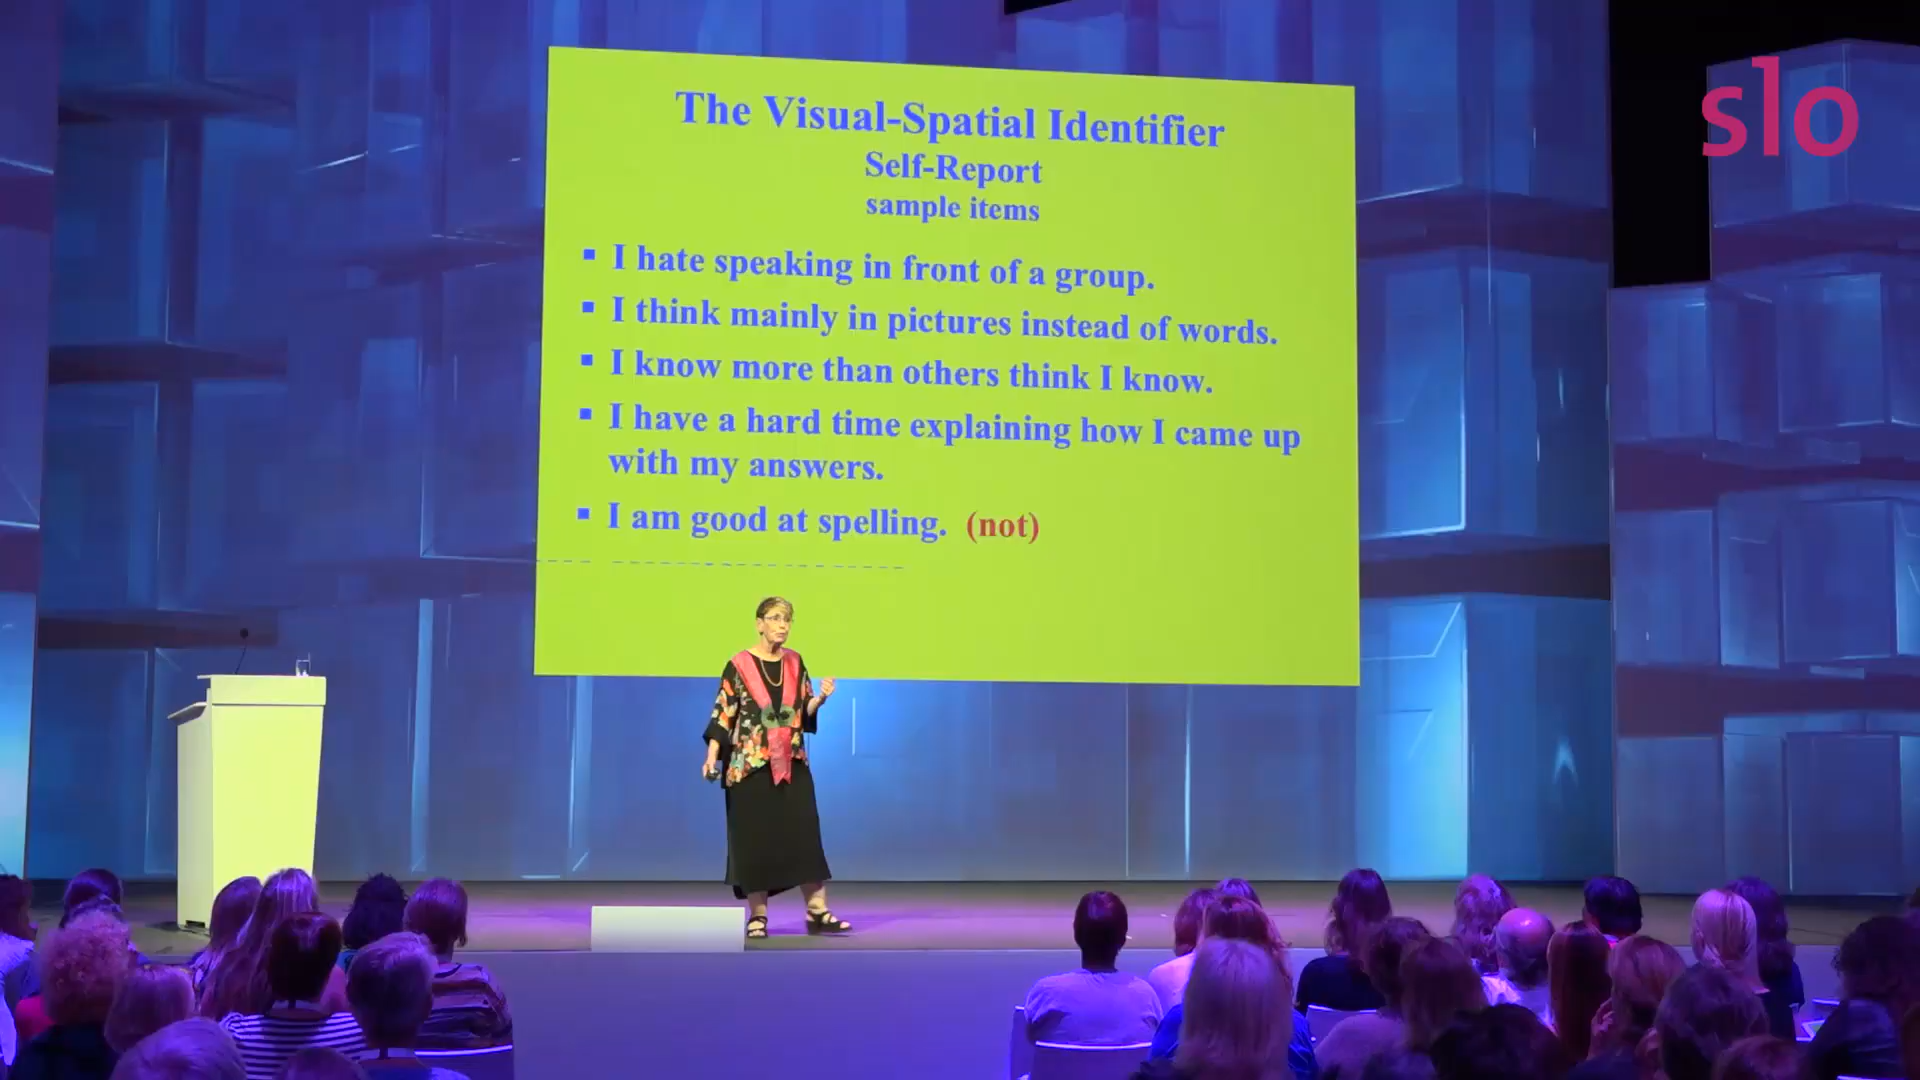 slo
The Visual-Spatial Identifier
Self-Report
sample items
▪ I hate speaking in front of a group.
▪ I think mainly in pictures instead of words.
▪ I know more than others think I know.
▪ I have a hard time explaining how I came up
with my answers.
▪ I am good at spelling. (not)